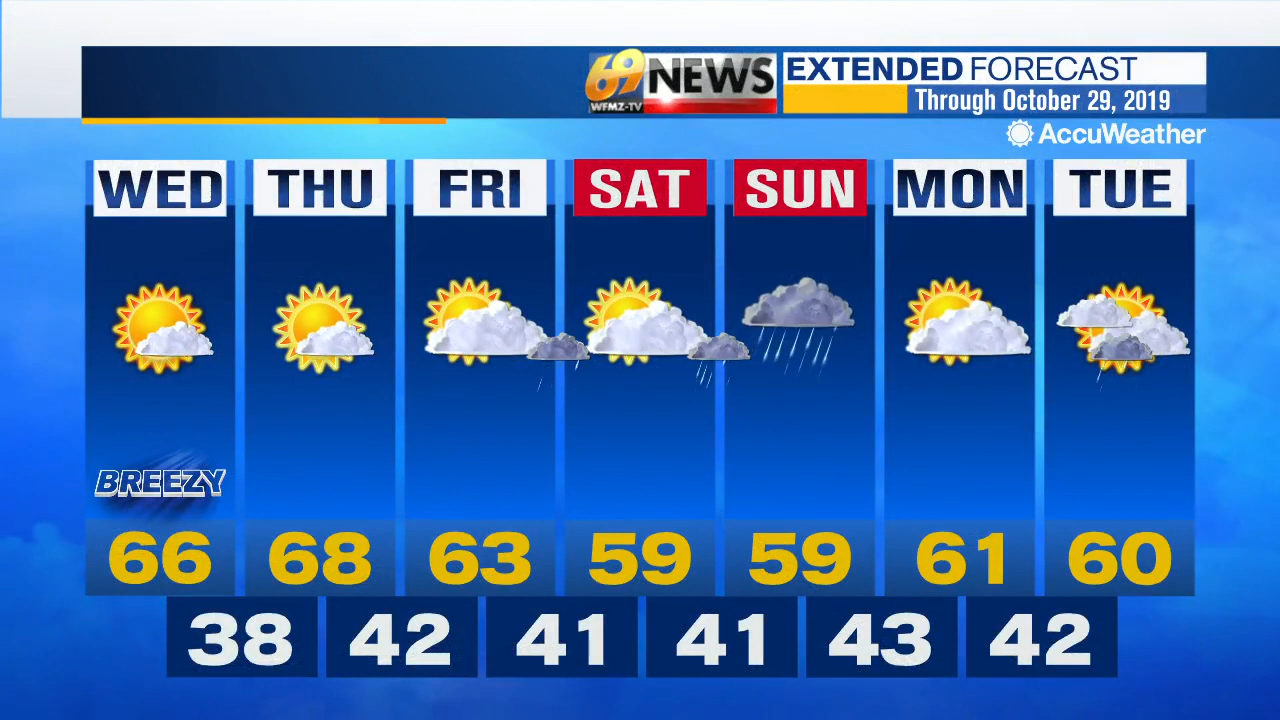 69 NEWS
WFMZ-TV
EXTENDED FORECAST
Through October 29, 2019
AccuWeather
WED THU FRI SAT SUN MON TUE
BREEZY
66 68 63 59 59 61 60
38 42 41 41 43 42